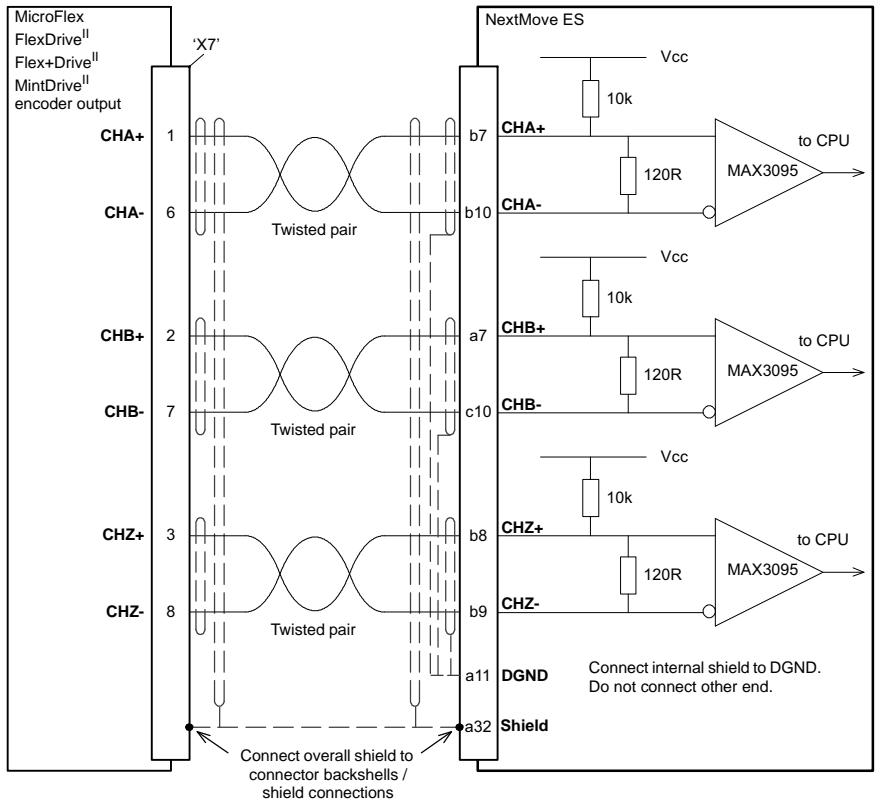 MicroFlex
FlexDrive^II
Flex+Drive^II
MintDrive^II
encoder output
'X7'
NextMove ES
Vcc
10k
CHA+ 1 b7 CHA+
to CPU
120R MAX3095
CHA- 6 b10 CHA-
Twisted pair
Vcc
10k
CHB+ 2 a7 CHB+
to CPU
120R MAX3095
CHB- 7 c10 CHB-
Twisted pair
Vcc
10k
CHZ+ 3 b8 CHZ+
to CPU
120R MAX3095
CHZ- 8 b9 CHZ-
Twisted pair
a11 DGND
Connect internal shield to DGND.
Do not connect other end.
a32 Shield
Connect overall shield to
connector backshells /
shield connections